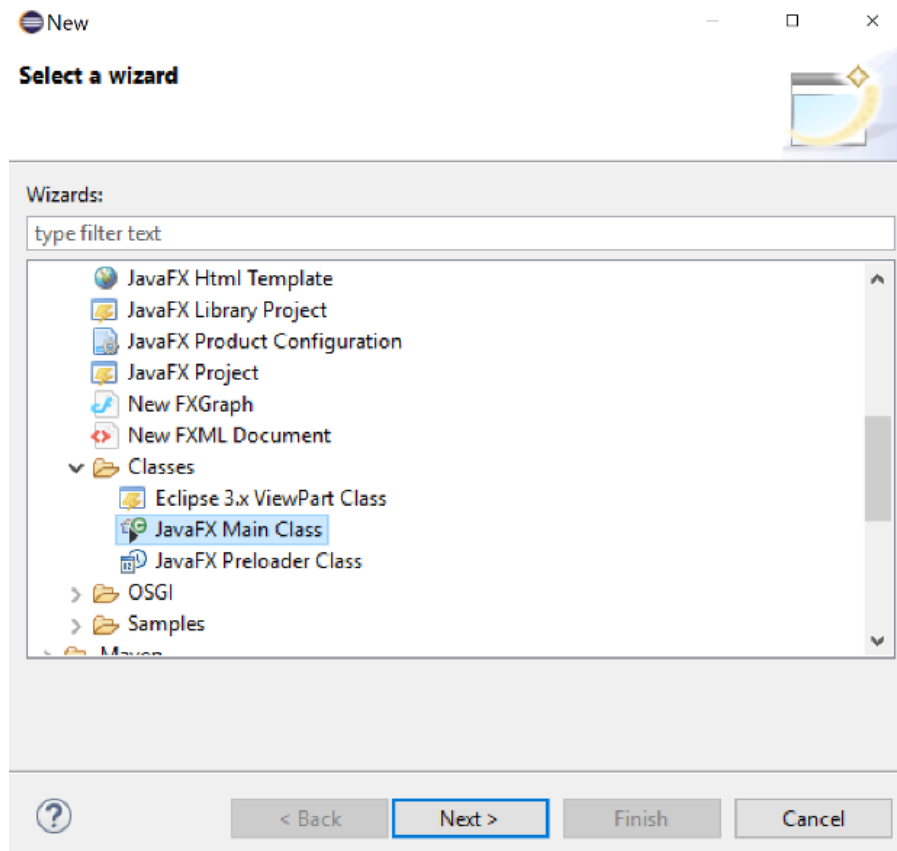 New
Select a wizard
Wizards:
type filter text
JavaFX Html Template
JavaFX Library Project
JavaFX Product Configuration
JavaFX Project
New FXGraph
New FXML Document
Classes
Eclipse 3.x ViewPart Class
JavaFX Main Class
JavaFX Preloader Class
OSGI
Samples
Maven
?
< Back
Next >
Finish
Cancel